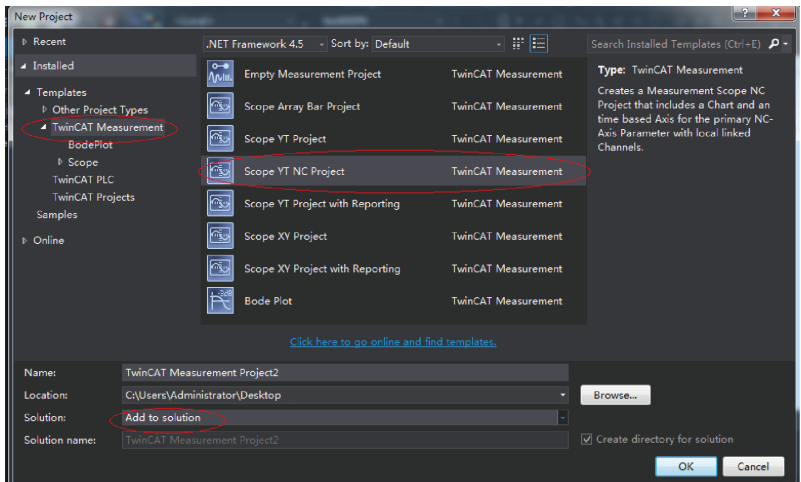 New Project
Recent
.NET Framework 4.5 Sort by: Default
Search Installed Templates (Ctrl+E)
Installed
Templates
Other Project Types
TwinCAT Measurement
BodePlot
Scope
TwinCAT PLC
TwinCAT Projects
Samples
Online
Empty Measurement Project TwinCAT Measurement
Scope Array Bar Project TwinCAT Measurement
Scope YT Project TwinCAT Measurement
Scope YT NC Project TwinCAT Measurement
Scope YT Project with Reporting TwinCAT Measurement
Scope XY Project TwinCAT Measurement
Scope XY Project with Reporting TwinCAT Measurement
Bode Plot TwinCAT Measurement
Type: TwinCAT Measurement
Creates a Measurement Scope NC
Project that includes a Chart and an
time based Axis for the primary NC-
Axis Parameter with local linked
Channels.
Click here to go online and find templates.
Name: TwinCAT Measurement Project2
Location: C:\Users\Administrator\Desktop
Browse...
Solution: Add to solution
Solution name: TwinCAT Measurement Project2
Create directory for solution
OK Cancel